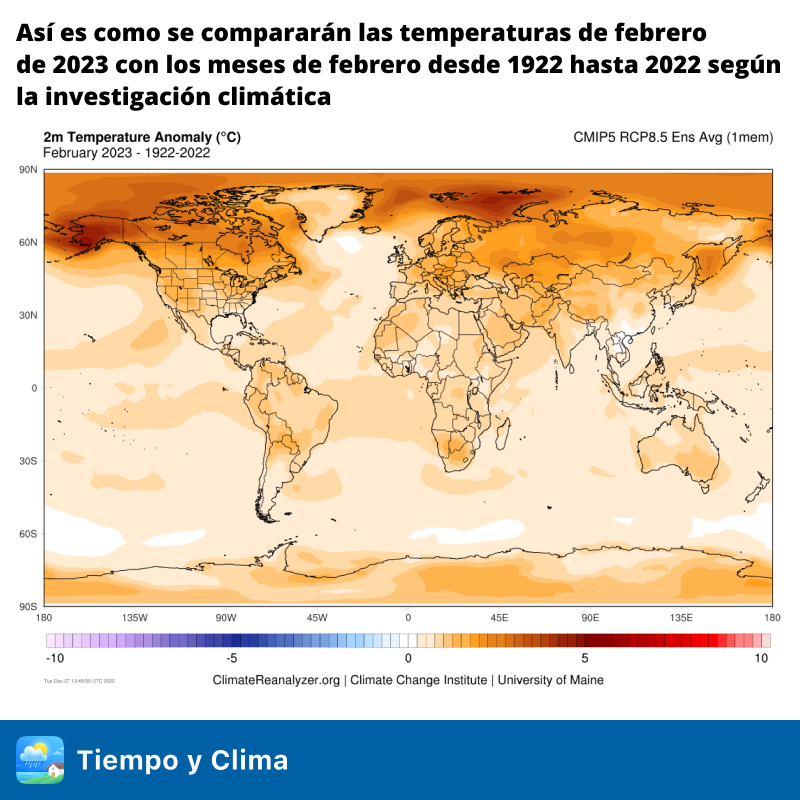 Así es como se compararán las temperaturas de febrero
de 2023 con los meses de febrero desde 1922 hasta 2022 según
la investigación climática
2m Temperature Anomaly (°C)
CMIP5 RCP8.5 Ens Avg (1mem)
February 2023 - 1922-2022
90N
60N
30N
0
30S
60S
90S
180 135W 90W 45W 0 45E 90E 135E 180
-10 -5 0 5 10
Tue Dec 27 13:49:55 UTC 2022
ClimateReanalyzer.org | Climate Change Institute | University of Maine
Tiempo y Clima